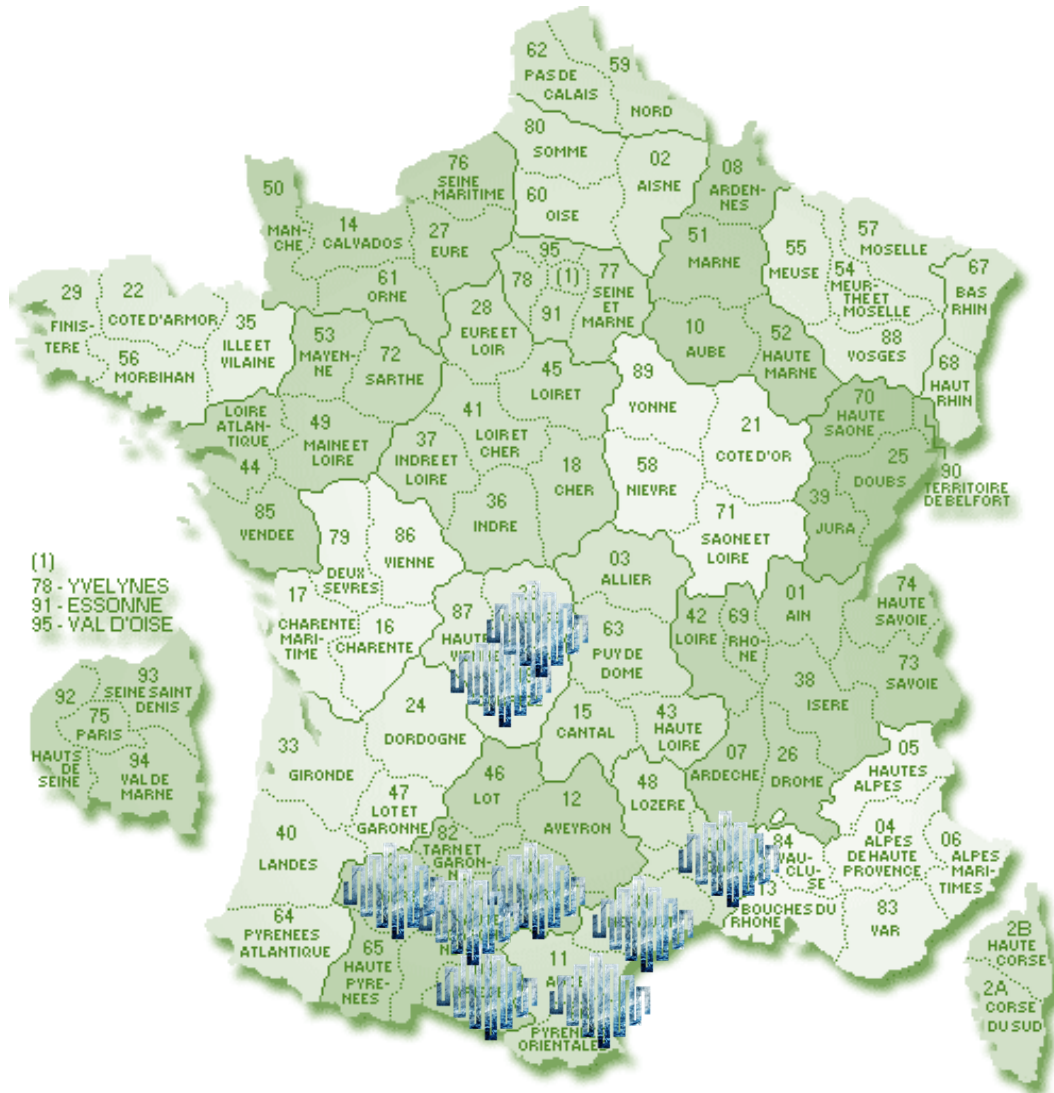 62
59
PAS DE
CALAIS
NORD
80
SOMME
02
AISNE
76
SEINE
MARITIME
60
OISE
08
ARDEN-
NES
50
MAN-
CHE
14
CALVADOS
27
EURE
95
(1)
78
91
77
SEINE
ET
MARNE
51
MARNE
55
MEUSE
54
MEUR-
THE ET
MOSELLE
57
MOSELLE
67
BAS
RHIN
61
ORNE
29
FINIS-
TERE
22
COTE D'ARMOR
35
ILLE ET
VILAINE
56
MORBIHAN
53
MAYEN-
NE
72
SARTHE
28
EURE ET
LOIR
10
AUBE
52
HAUTE
MARNE
88
VOSGES
68
HAUT
RHIN
45
LOIRET
89
YONNE
70
HAUTE
SAONE
LOIRE
ATLAN-
TIQUE
44
49
MAINE ET
LOIRE
41
LOIR ET
CHER
37
INDRE ET
LOIRE
21
COTE D'OR
25
DOUBS
90
TERRITOIRE
DE BELFORT
18
CHER
58
NIEVRE
39
JURA
85
VENDEE
36
INDRE
71
SAONE ET
LOIRE
79
DEUX
SEVRES
86
VIENNE
03
ALLIER
(1)
78 - YVELYNES
91 - ESSONNE
95 - VAL D'OISE
17
CHARENTE
MARI-
TIME
16
CHARENTE
87
63
PUY DE
DOME
42
LOIRE
69
RHO-
NE
01
AIN
74
HAUTE
SAVOIE
73
SAVOIE
38
ISERE
93
SEINE SAINT
DENIS
92
75
PARIS
HAUTS
DE
SEINE
94
VAL DE
MARNE
24
DORDOGNE
15
CANTAL
43
HAUTE
LOIRE
33
GIRONDE
46
LOT
07
ARDECHE
26
DROME
05
HAUTES
ALPES
47
LOT ET
GARONNE
12
AVEYRON
48
LOZERE
40
LANDES
82
TARN ET
GARON-
84
VAU-
CLU-
SE
04
ALPES
DE HAUTE
PROVENCE
06
ALPES
MARI-
TIMES
13
BOUCHES DU
RHONE
83
VAR
64
PYRENEES
ATLANTIQUE
65
HAUTE
PYRE-
NEES
11
ORIENTALES
2B
HAUTE
CORSE
2A
CORSE
DU SUD